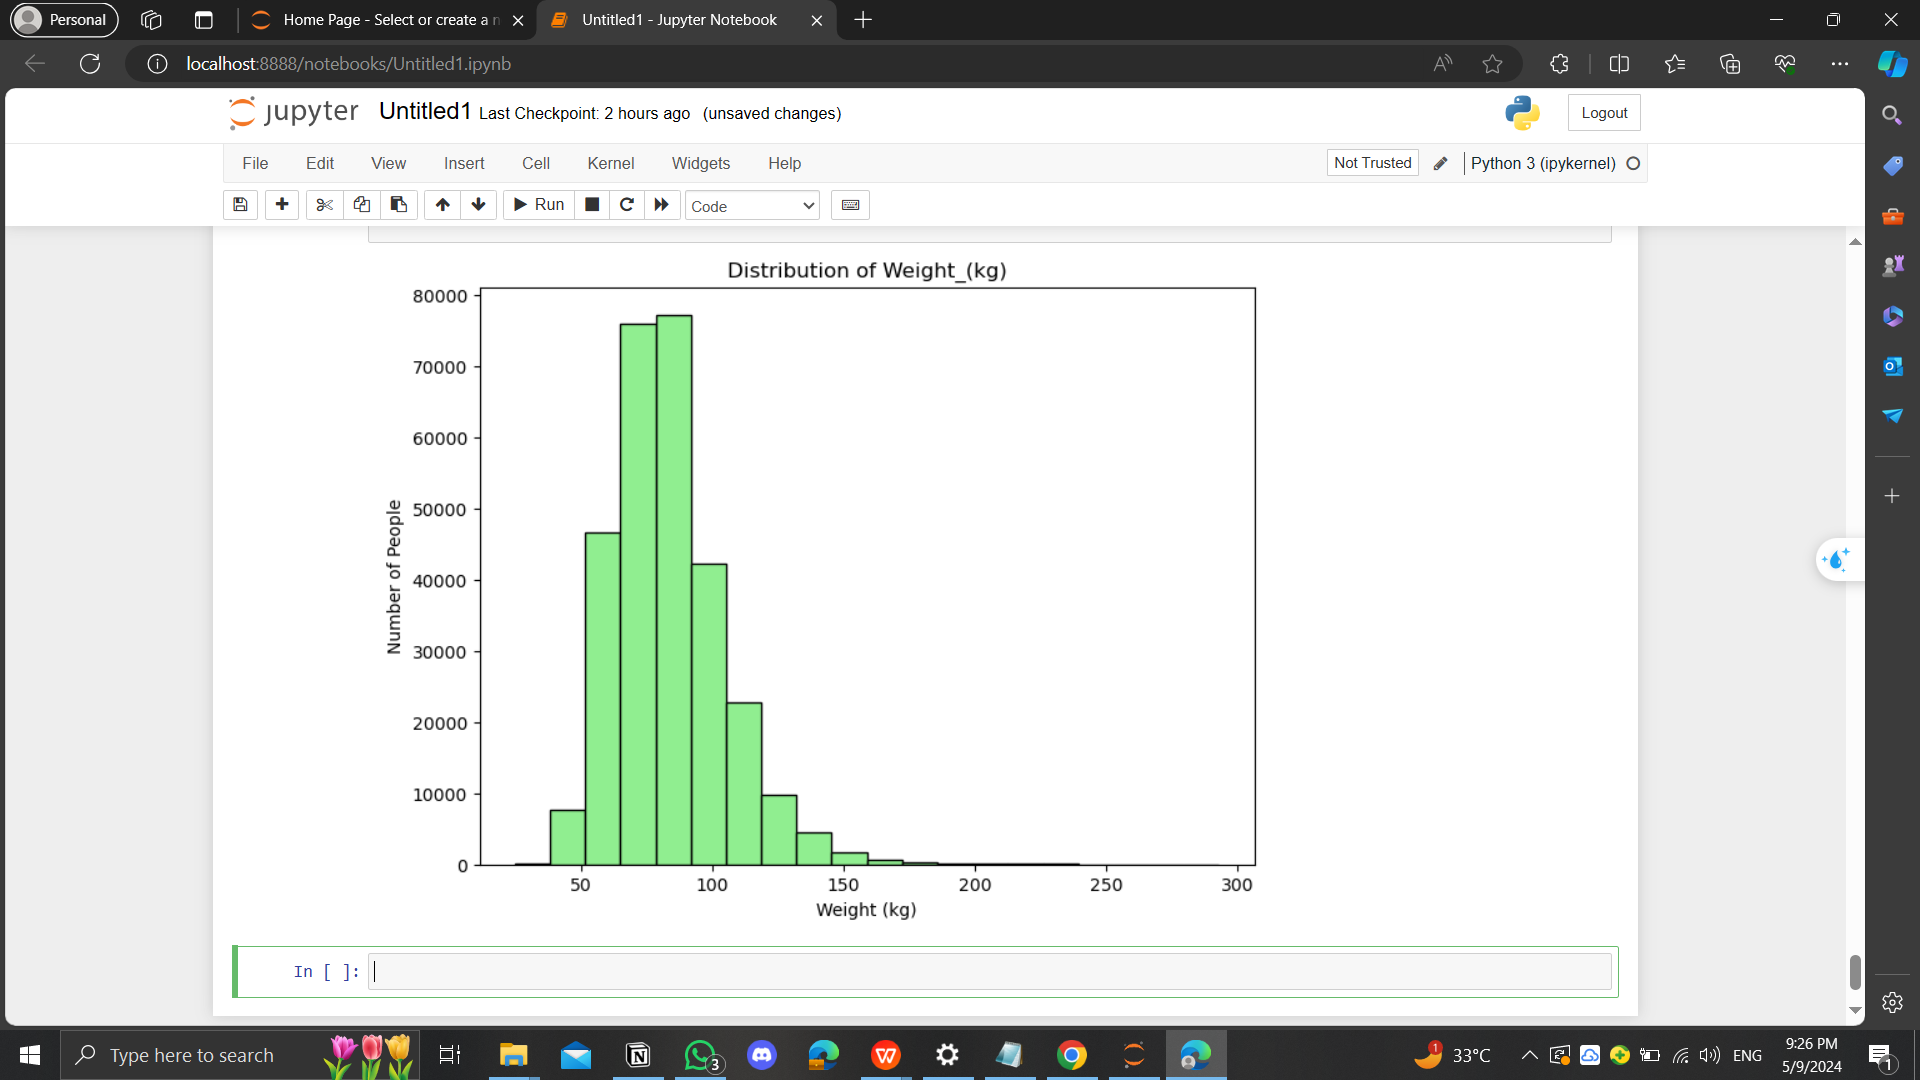 Personal
Home Page - Select or create a n
Untitled1 - Jupyter Notebook
localhost:8888/notebooks/Untitled1.ipynb
jupyter Untitled1 Last Checkpoint: 2 hours ago (unsaved changes)
Logout
File Edit View Insert Cell Kernel Widgets Help
Not Trusted
Python 3 (ipykernel)
Run
Code
Distribution of Weight_(kg)
80000
70000
60000
50000
40000
30000
20000
10000
0
Number of People
50 100 150 200 250 300
Weight (kg)
In [ ]:
Type here to search
3
1
33°C
ENG
9:26 PM
5/9/2024
1